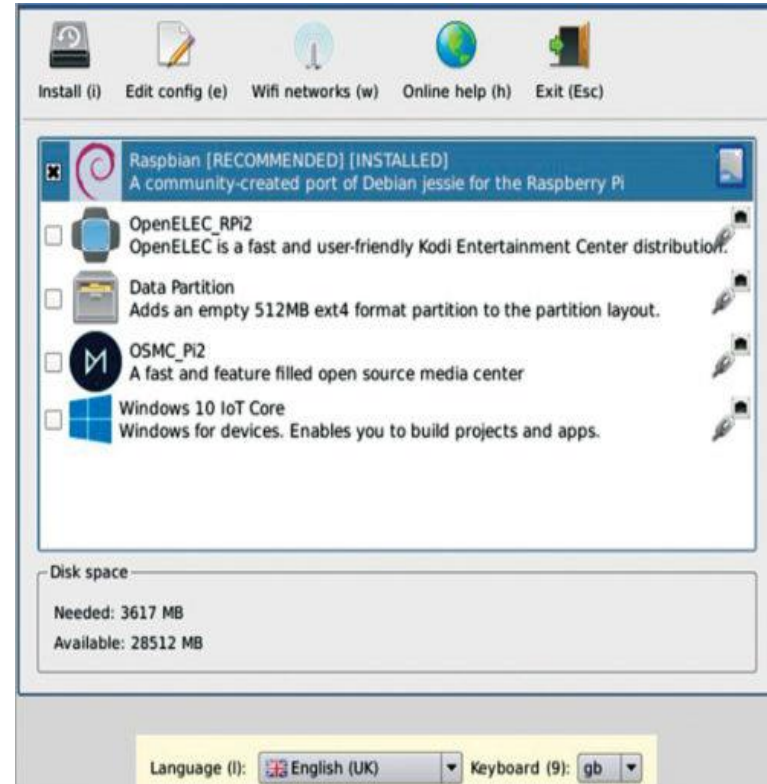 Install (i) Edit config (e) Wifi networks (w) Online help (h) Exit (Esc)
Raspbian [RECOMMENDED] [INSTALLED]
A community-created port of Debian jessie for the Raspberry Pi
OpenELEC_RPi2
OpenELEC is a fast and user-friendly Kodi Entertainment Center distribution.
Data Partition
Adds an empty 512MB ext4 format partition to the partition layout.
OSMC_Pi2
A fast and feature filled open source media center
Windows 10 IoT Core
Windows for devices. Enables you to build projects and apps.
Disk space
Needed: 3617 MB
Available: 28512 MB
Language (l): English (UK) Keyboard (9): gb